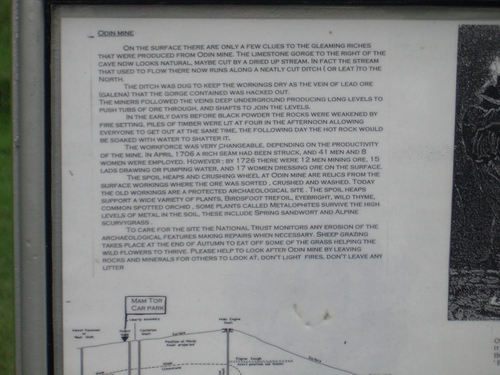 ODIN MINE
ON THE SURFACE THERE ARE ONLY A FEW CLUES TO THE GLEAMING RICHES
THAT WERE PRODUCED FROM ODIN MINE. THE LIMESTONE GORGE TO THE RIGHT OF THE
CAVE NOW LOOKS NATURAL, MAYBE CUT BY A DRIED UP STREAM. IN FACT THE STREAM
THAT USED TO FLOW THERE NOW RUNS ALONG A NEATLY CUT DITCH ( OR LEAT )TO THE
NORTH.
THE DITCH WAS DUG TO KEEP THE WORKINGS DRY AS THE VEIN OF LEAD ORE
(GALENA) THAT THE GORGE CONTAINED WAS HACKED OUT.
THE MINERS FOLLOWED THE VEINS DEEP UNDERGROUND PRODUCING LONG LEVELS TO
PUSH TUBS OF ORE THROUGH, AND SHAFTS TO JOIN THE LEVELS.
IN THE EARLY DAYS BEFORE BLACK POWDER THE ROCKS WERE WEAKENED BY
FIRE SETTING, PILES OF TIMBER WERE LIT AT FOUR IN THE AFTERNOON ALLOWING
EVERYONE TO GET OUT AT THE SAME TIME, THE FOLLOWING DAY THE HOT ROCK WOULD
BE SOAKED WITH WATER TO SHATTER IT.
THE WORKFORCE WAS VERY CHANGEABLE, DEPENDING ON THE PRODUCTIVITY
OF THE MINE. IN APRIL 1706 A RICH SEAM HAD BEEN STRUCK, AND 41 MEN AND 8
WOMEN WERE EMPLOYED. HOWEVER ; BY 1726 THERE WERE 12 MEN MINING ORE, 15
LADS DRAWING OR PUMPING WATER, AND 17 WOMEN DRESSING ORE ON THE SURFACE.
THE SPOIL HEAPS AND CRUSHING WHEEL AT ODIN MINE ARE RELICS FROM THE
SURFACE WORKINGS WHERE THE ORE WAS SORTED , CRUSHED AND WASHED. TODAY
THE OLD WORKINGS ARE A PROTECTED ARCHAEOLOGICAL SITE . THE SPOIL HEAPS
SUPPORT A WIDE VARIETY OF PLANTS, BIRDSFOOT TREFOIL, EYEBRIGHT, WILD THYME,
COMMON SPOTTED ORCHID , SOME PLANTS CALLED METALOPHITES SURVIVE THE HIGH
LEVELS OF METAL IN THE SOIL, THESE INCLUDE SPRING SANDWORT AND ALPINE
SCURVYGRASS .
TO CARE FOR THE SITE THE NATIONAL TRUST MONITORS ANY EROSION OF THE
ARCHAEOLOGICAL FEATURES MAKING REPAIRS WHEN NECESSARY. SHEEP GRAZING
TAKES PLACE AT THE END OF AUTUMN TO EAT OFF SOME OF THE GRASS HELPING THE
WILD FLOWERS TO THRIVE. PLEASE HELP TO LOOK AFTER ODIN MINE BY LEAVING
ROCKS AND MINERALS FOR OTHERS TO LOOK AT, DON'T LIGHT FIRES, DON'T LEAVE ANY
LITTER
MAM TOR
CAR PARK